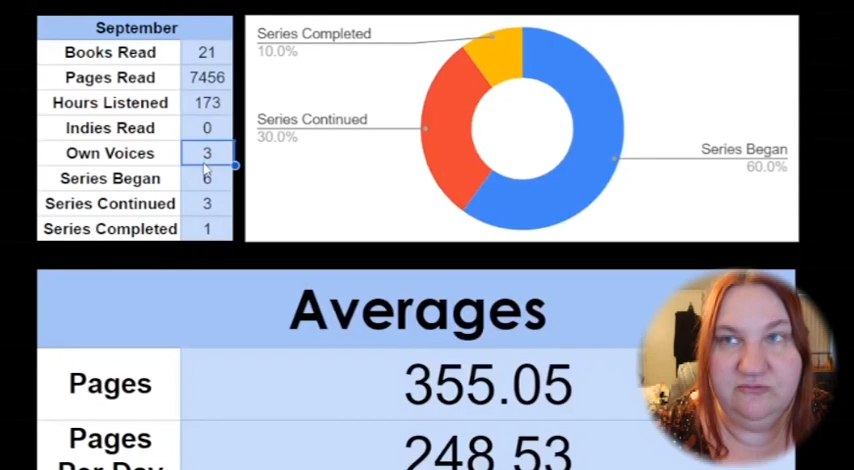 September
Books Read 21
Pages Read 7456
Hours Listened 173
Indies Read 0
Own Voices 3
Series Began 6
Series Continued 3
Series Completed 1
Series Completed
10.0%
Series Continued
30.0%
Series Began
60.0%
Averages
Pages 355.05
Pages
Per Day 248.53